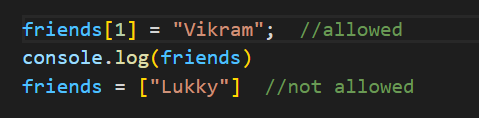 friends[1] = "Vikram";  //allowed
console.log(friends)
friends = ["Lukky"]  //not allowed